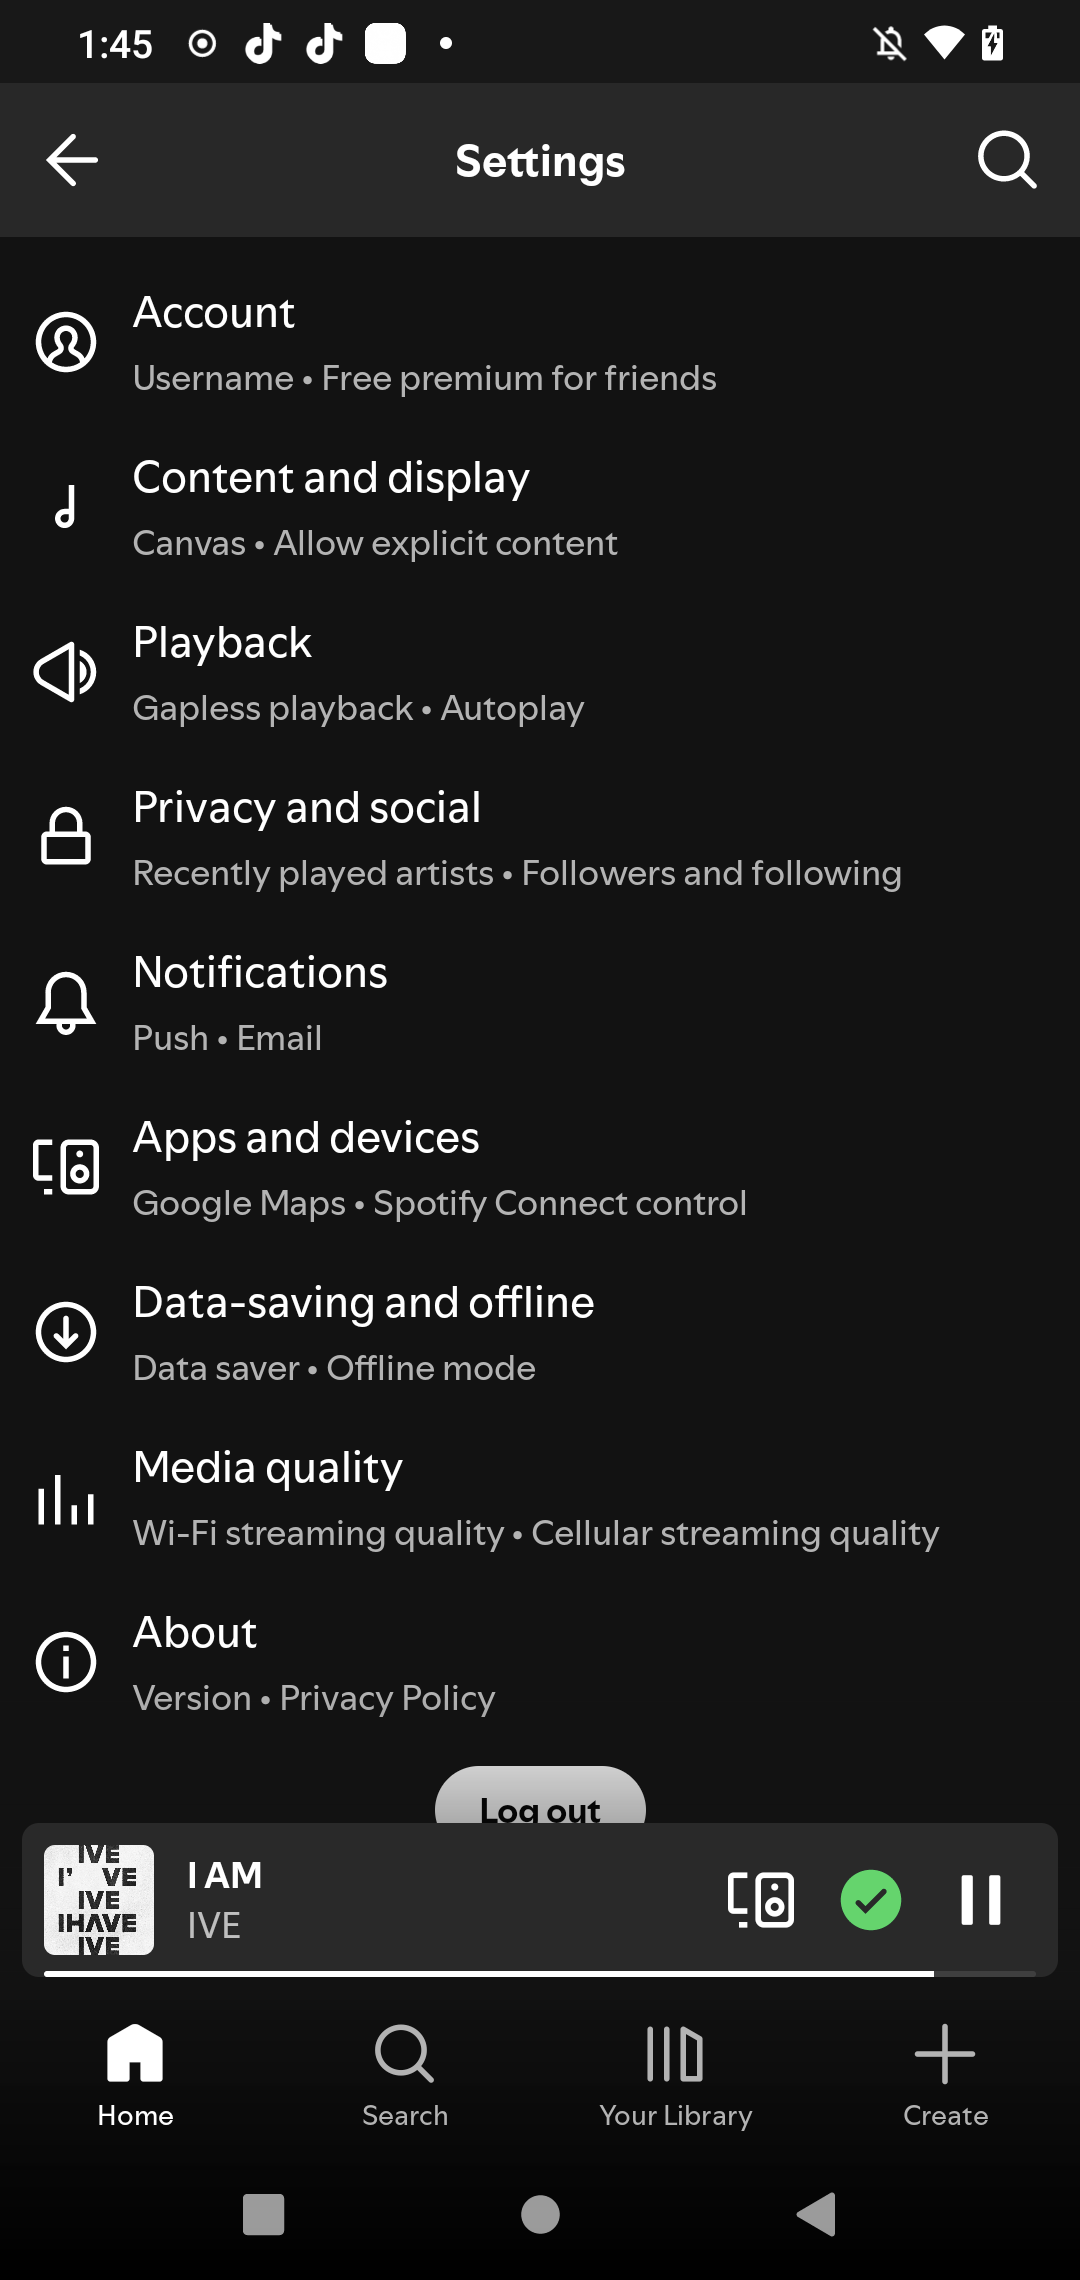 1:45
Settings
Account
Username • Free premium for friends
Content and display
Canvas • Allow explicit content
Playback
Gapless playback • Autoplay
Privacy and social
Recently played artists • Followers and following
Notifications
Push • Email
Apps and devices
Google Maps • Spotify Connect control
Data-saving and offline
Data saver • Offline mode
Media quality
Wi-Fi streaming quality • Cellular streaming quality
About
Version • Privacy Policy
Log out
IVE
I' VE
IVE
IHAVE
IVE
I AM
IVE
Home
Search
Your Library
Create